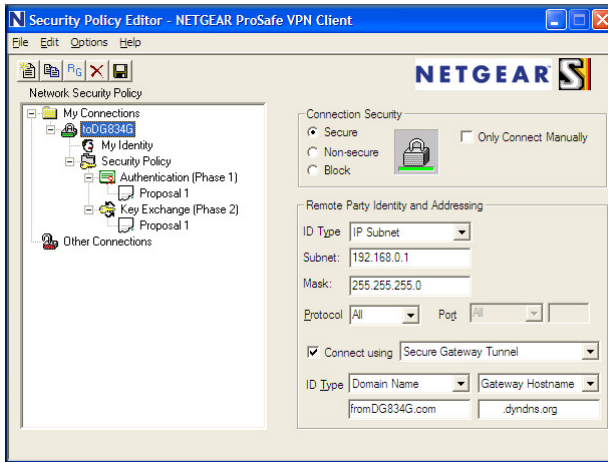 Security Policy Editor - NETGEAR ProSafe VPN Client
File Edit Options Help
NETGEAR
Network Security Policy
My Connections
toDG834G
My Identity
Security Policy
Authentication (Phase 1)
Proposal 1
Key Exchange (Phase 2)
Proposal 1
Other Connections
Connection Security
Secure
Non-secure
Block
Only Connect Manually
Remote Party Identity and Addressing
ID Type IP Subnet
Subnet: 192.168.0.1
Mask: 255.255.255.0
Protocol All Port All
Connect using Secure Gateway Tunnel
ID Type Domain Name Gateway Hostname
fromDG834G.com .dyndns.org